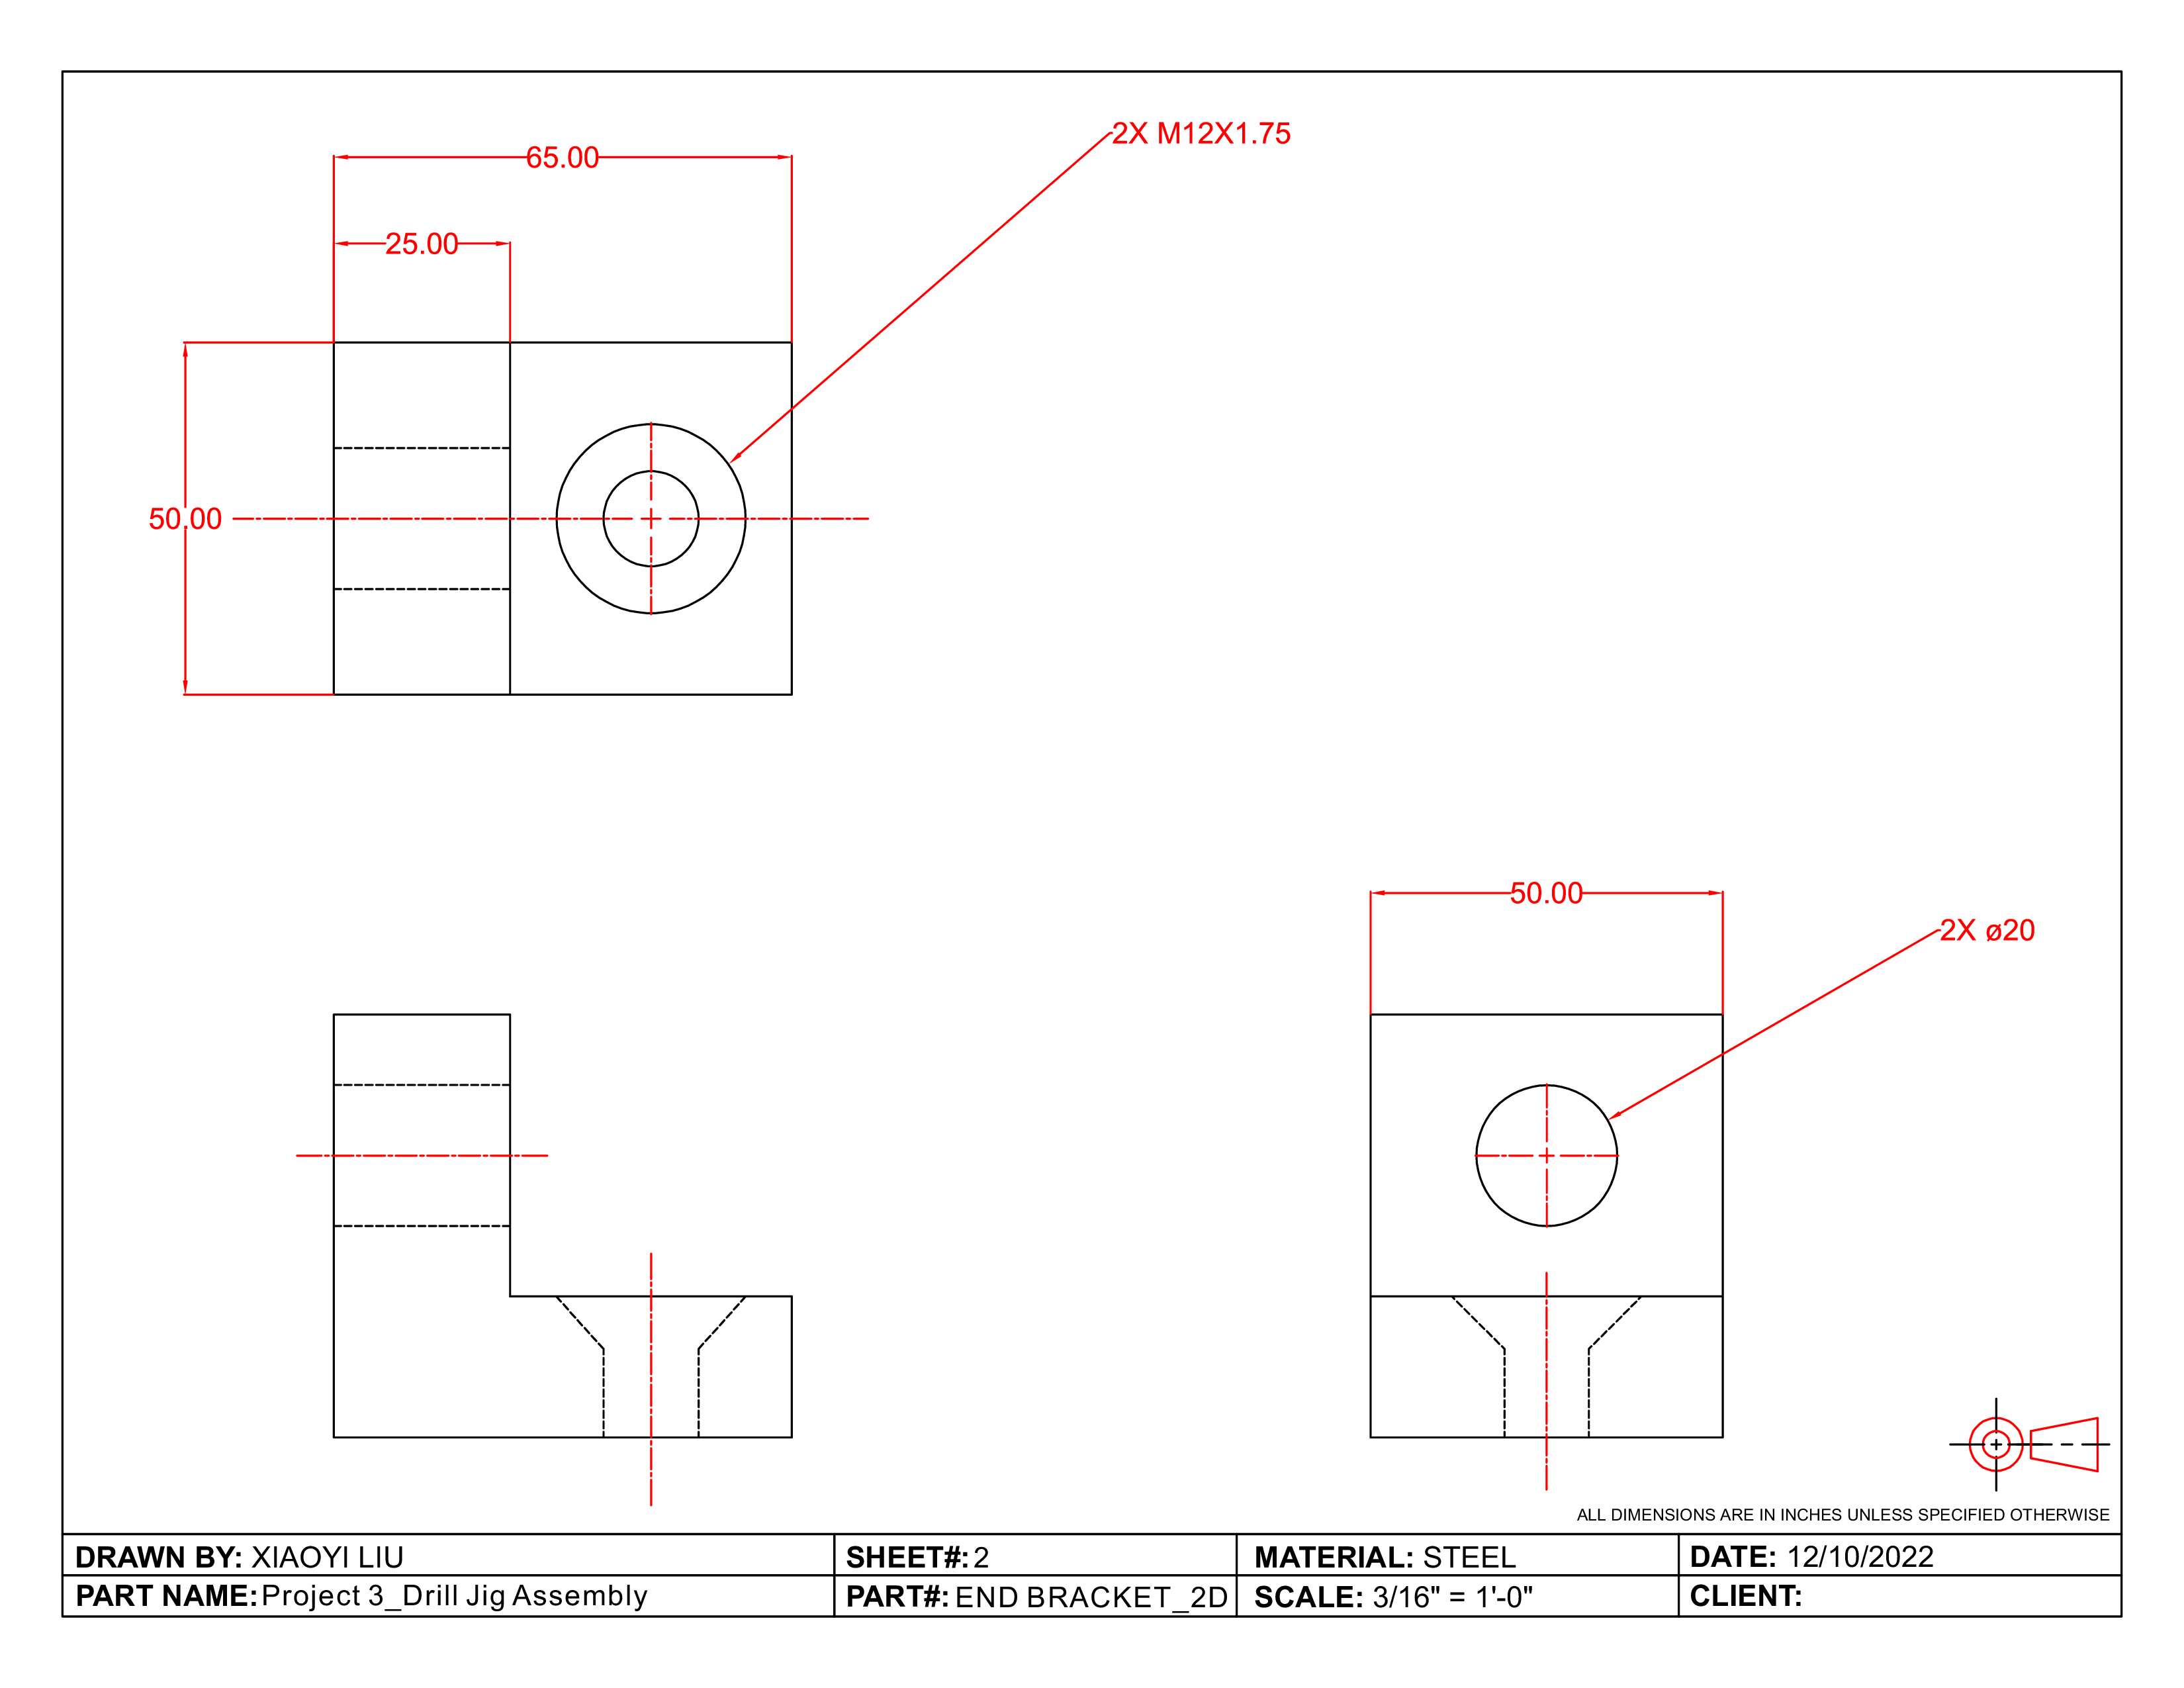 2X M12X1.75
65.00
25.00
50.00
50.00
2X ø20
ALL DIMENSIONS ARE IN INCHES UNLESS SPECIFIED OTHERWISE
DRAWN BY: XIAOYI LIU
SHEET#: 2
MATERIAL: STEEL
DATE: 12/10/2022
PART NAME: Project 3_Drill Jig Assembly
PART#: END BRACKET_2D
SCALE: 3/16" = 1'-0"
CLIENT: